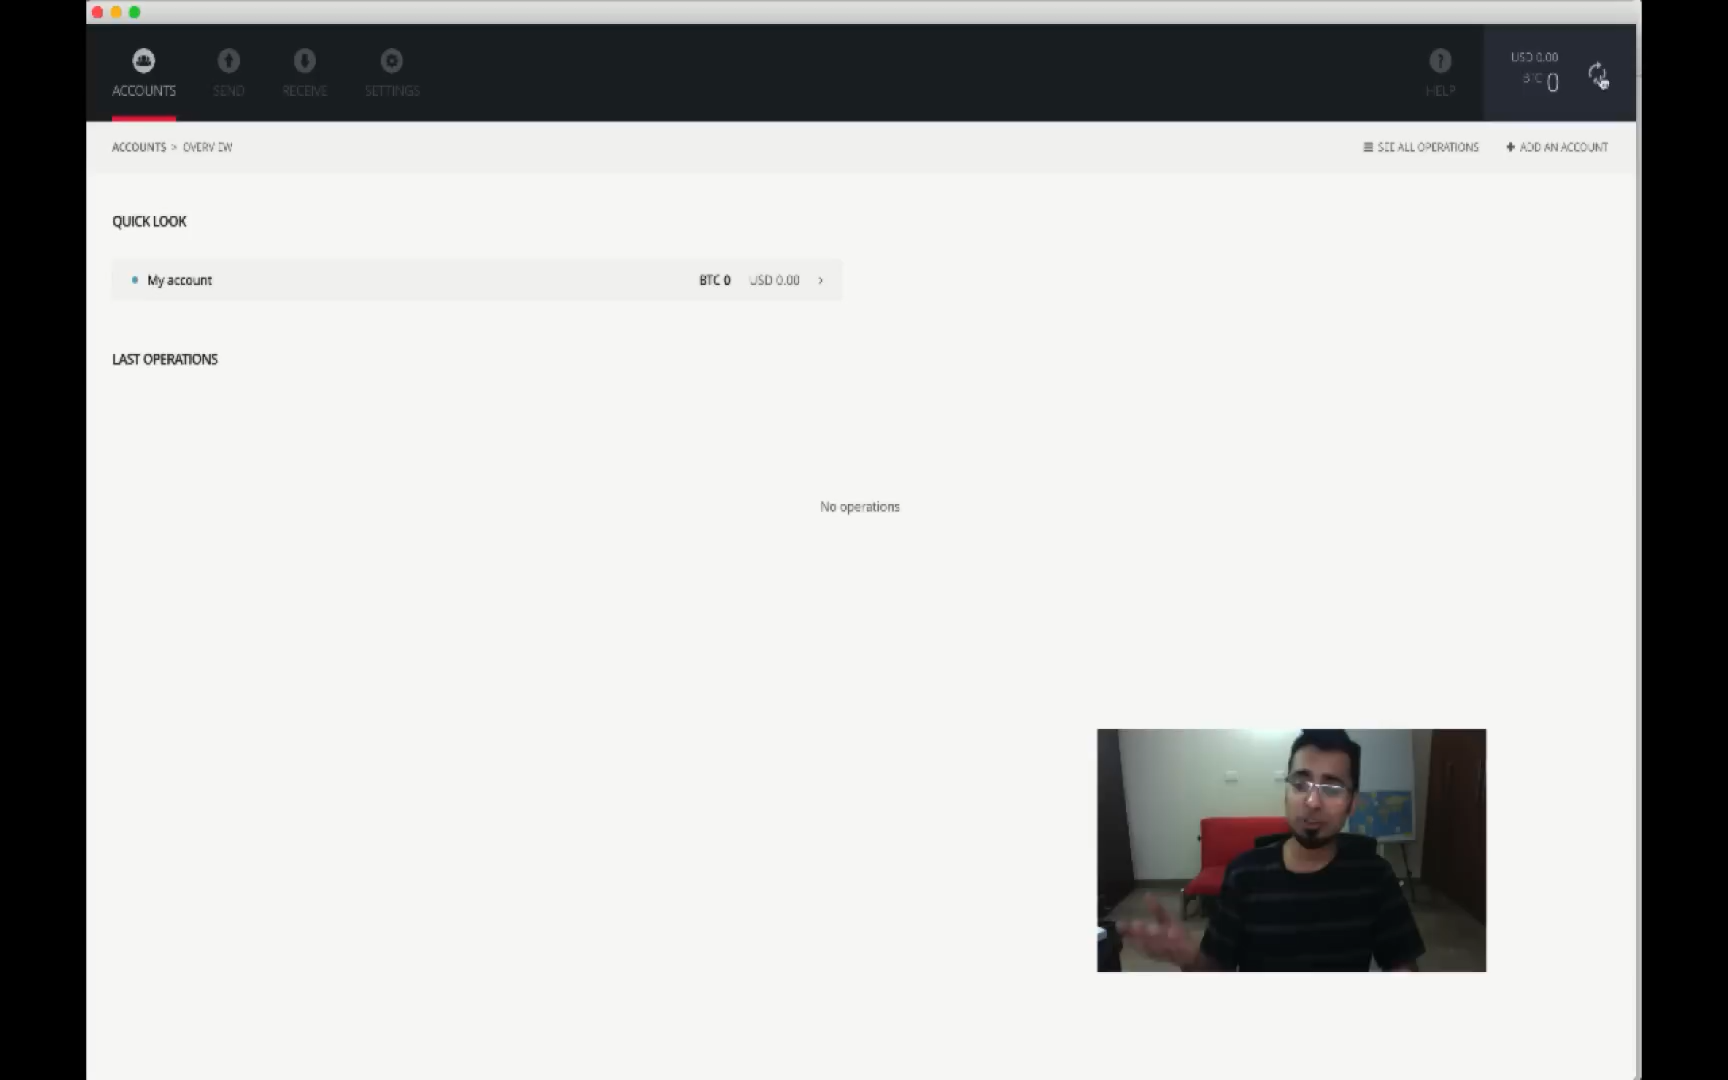 ACCOUNTS
SEND
RECEIVE
SETTINGS
HELP
USD 0.00
BTC 0
ACCOUNTS > OVERVIEW
SEE ALL OPERATIONS
ADD AN ACCOUNT
QUICK LOOK
My account BTC 0 USD 0.00 >
LAST OPERATIONS
No operations